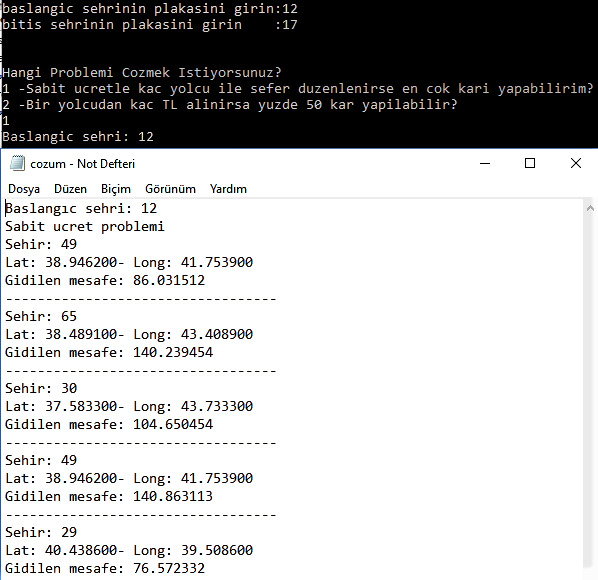 baslangic sehrinin plakasini girin:12
bitis sehrinin plakasini girin    :17
Hangi Problemi Cozmek Istiyorsunuz?
1 -Sabit ucretle kac yolcu ile sefer duzenlenirse en cok kari yapabilirim?
2 -Bir yolcudan kac TL alinirsa yuzde 50 kar yapilabilir?
1
Baslangic sehri: 12
cozum - Not Defteri
Dosya Düzen Biçim Görünüm Yardım
Baslangıc sehri: 12
Sabit ucret problemi
Sehir: 49
Lat: 38.946200- Long: 41.753900
Gidilen mesafe: 86.031512
---------------------------------
Sehir: 65
Lat: 38.489100- Long: 43.408900
Gidilen mesafe: 140.239454
---------------------------------
Sehir: 30
Lat: 37.583300- Long: 43.733300
Gidilen mesafe: 104.650454
---------------------------------
Sehir: 49
Lat: 38.946200- Long: 41.753900
Gidilen mesafe: 140.863113
---------------------------------
Sehir: 29
Lat: 40.438600- Long: 39.508600
Gidilen mesafe: 76.572332